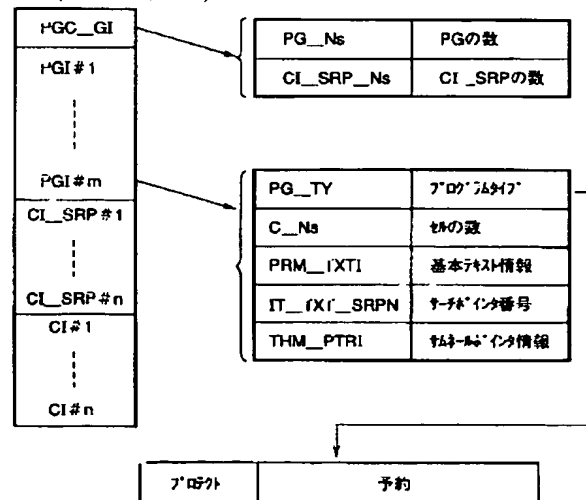 PGC_GI
PGI#1
PGI#m
CI_SRP#1
CI_SRP#n
CI#1
CI#n
PG_Ns PGの数
CI_SRP_Ns CI_SRPの数
PG_TY プログラムタイプ
C_Ns セルの数
PRM_TXTI 基本テキスト情報
IT_TXT_SRPN サーチポインタ番号
THM_PTRI サムネールポインタ情報
プロテクト 予約